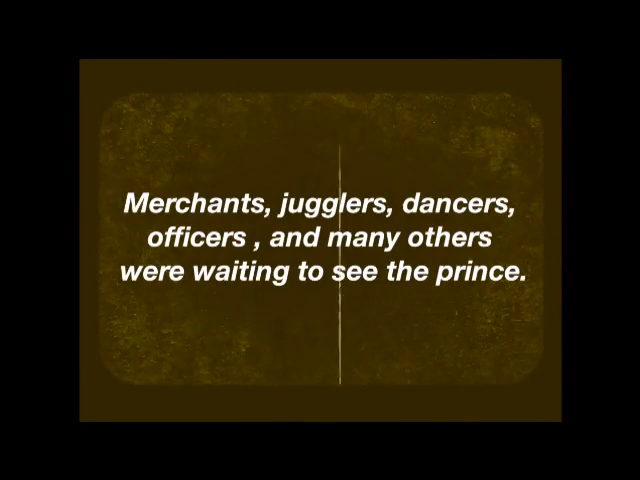 Merchants, jugglers, dancers,
officers , and many others
were waiting to see the prince.